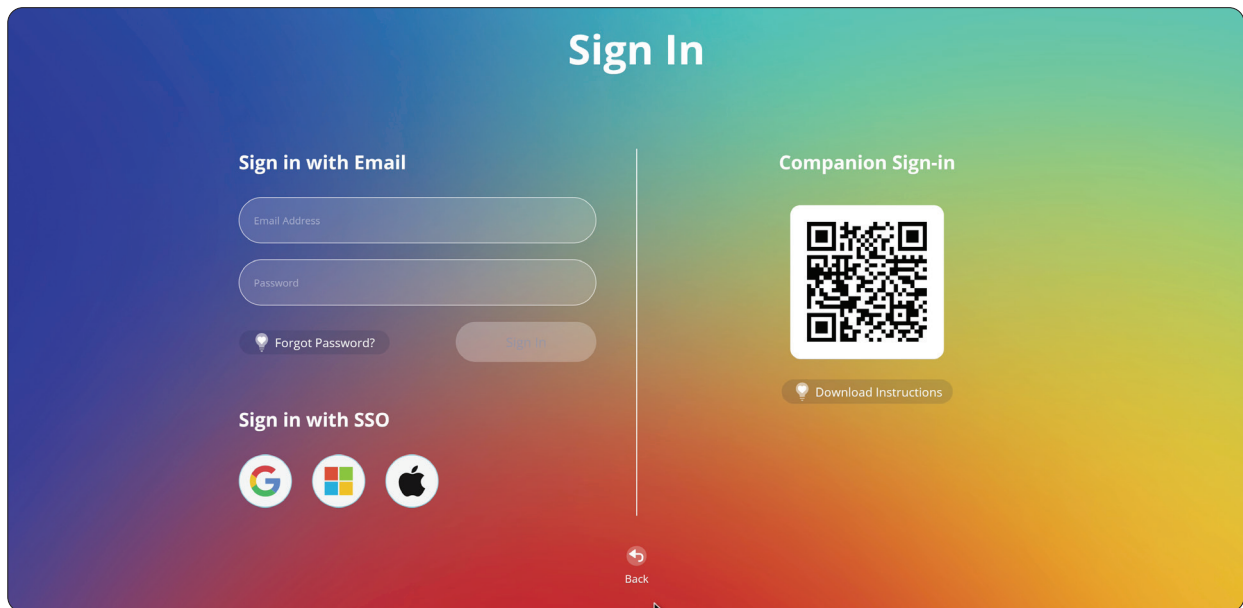 Sign In
Sign in with Email
Email Address
Password
Forgot Password?
Sign In
Sign in with SSO
Companion Sign-in
Download Instructions
Back